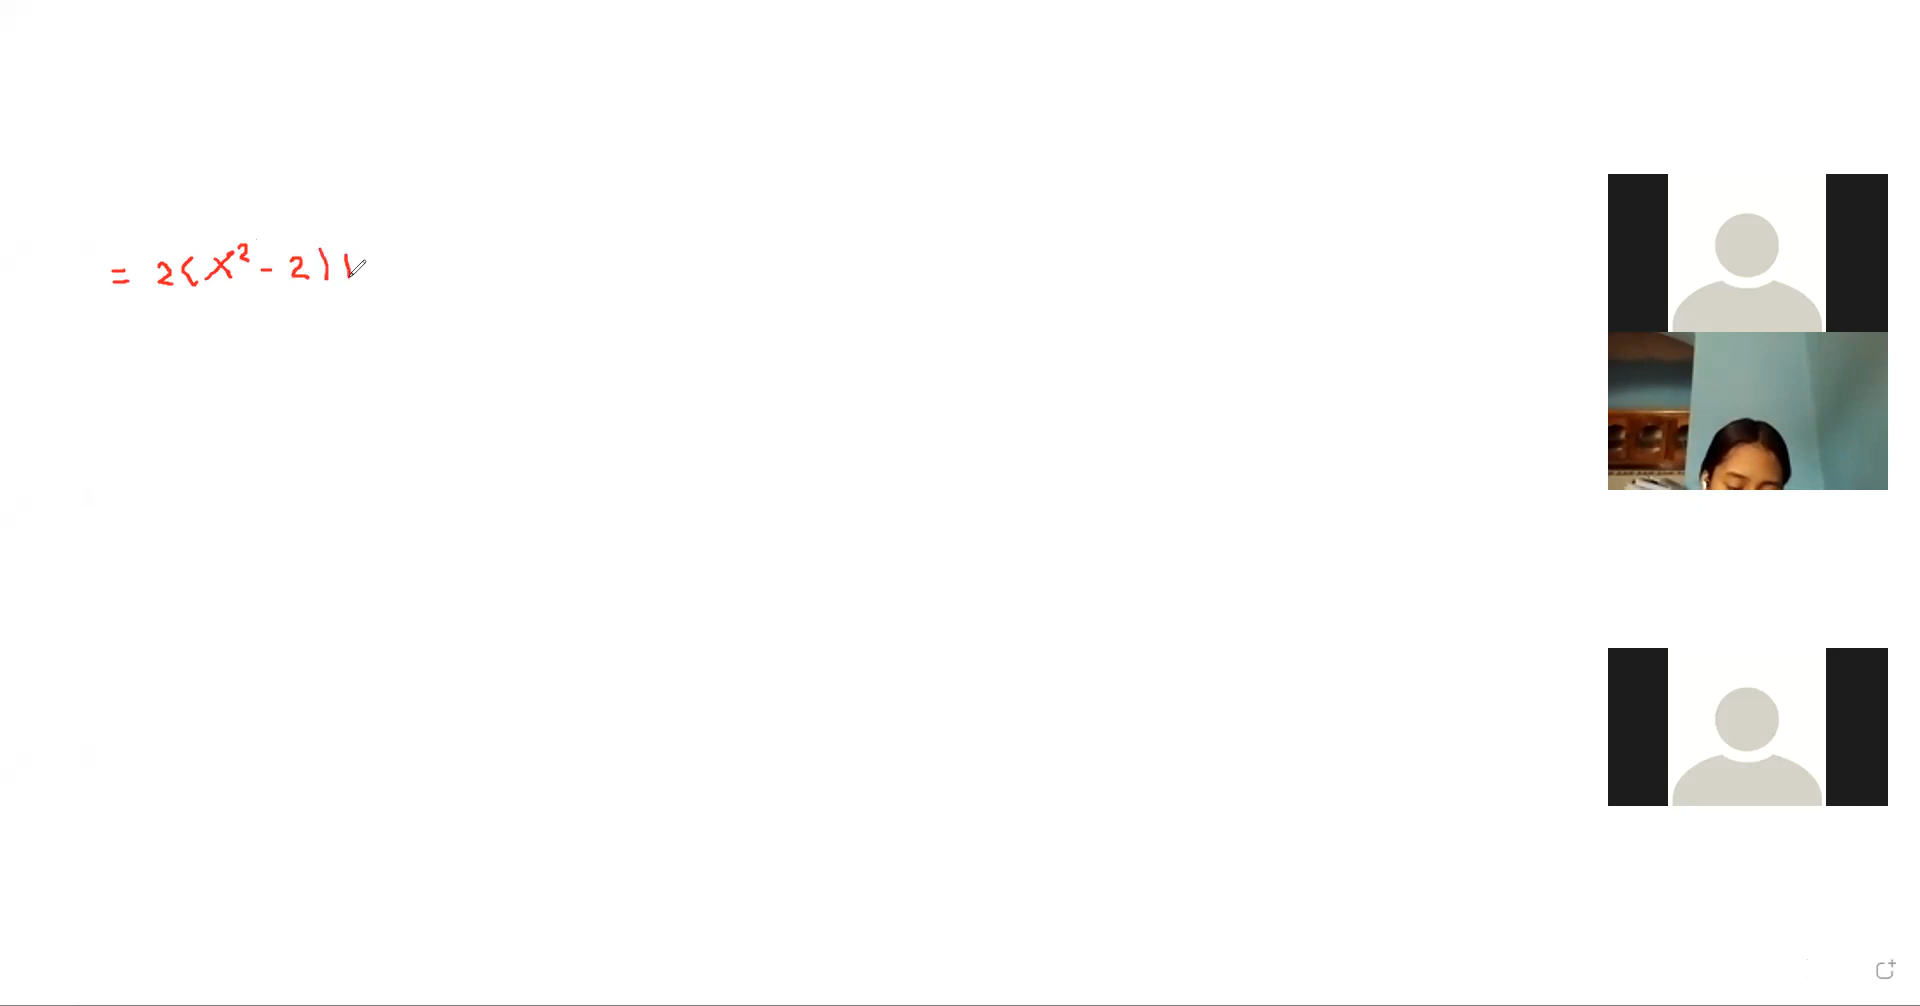 = 2(x² - 2)